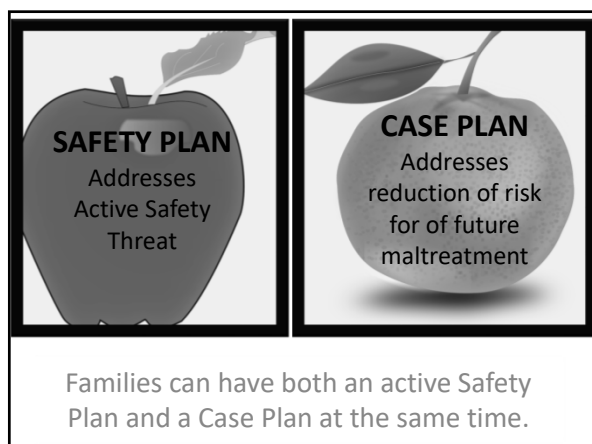 SAFETY PLAN
Addresses
Active Safety
Threat
CASE PLAN
Addresses
reduction of risk
for of future
maltreatment
Families can have both an active Safety
Plan and a Case Plan at the same time.